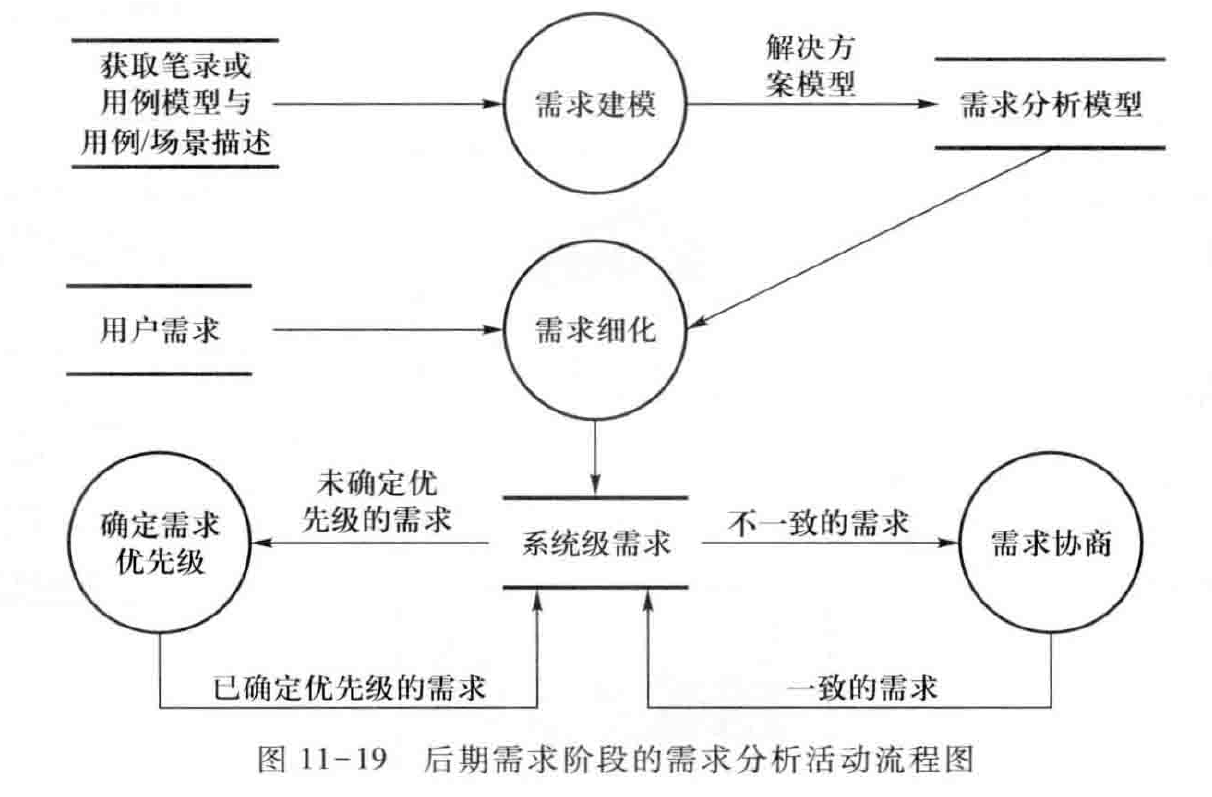 获取笔录或
用例模型与
用例/场景描述
需求建模
解决方
案模型
需求分析模型
用户需求
需求细化
确定需求
优先级
未确定优
先级的需求
系统级需求
不一致的需求
需求协商
已确定优先级的需求
一致的需求
图 11-19 后期需求阶段的需求分析活动流程图